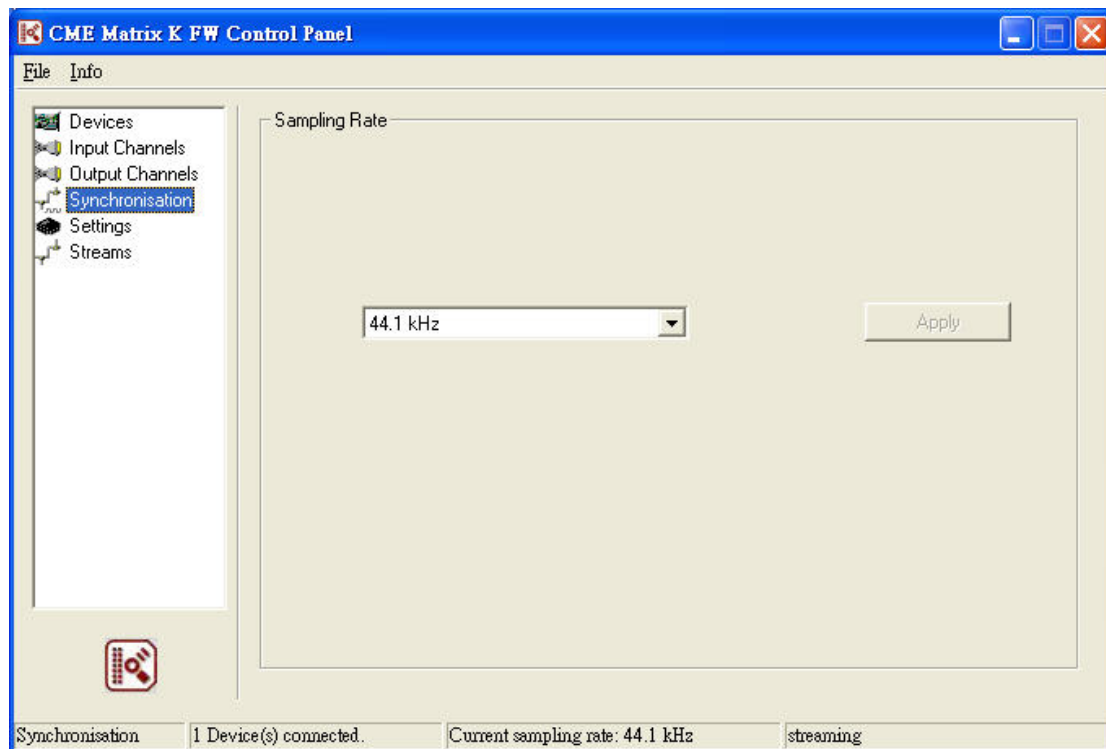 CME Matrix K FW Control Panel
File Info
Devices
Input Channels
Output Channels
Synchronisation
Settings
Streams
Sampling Rate
44.1 kHz
Apply
Synchronisation
1 Device(s) connected.
Current sampling rate: 44.1 kHz
streaming